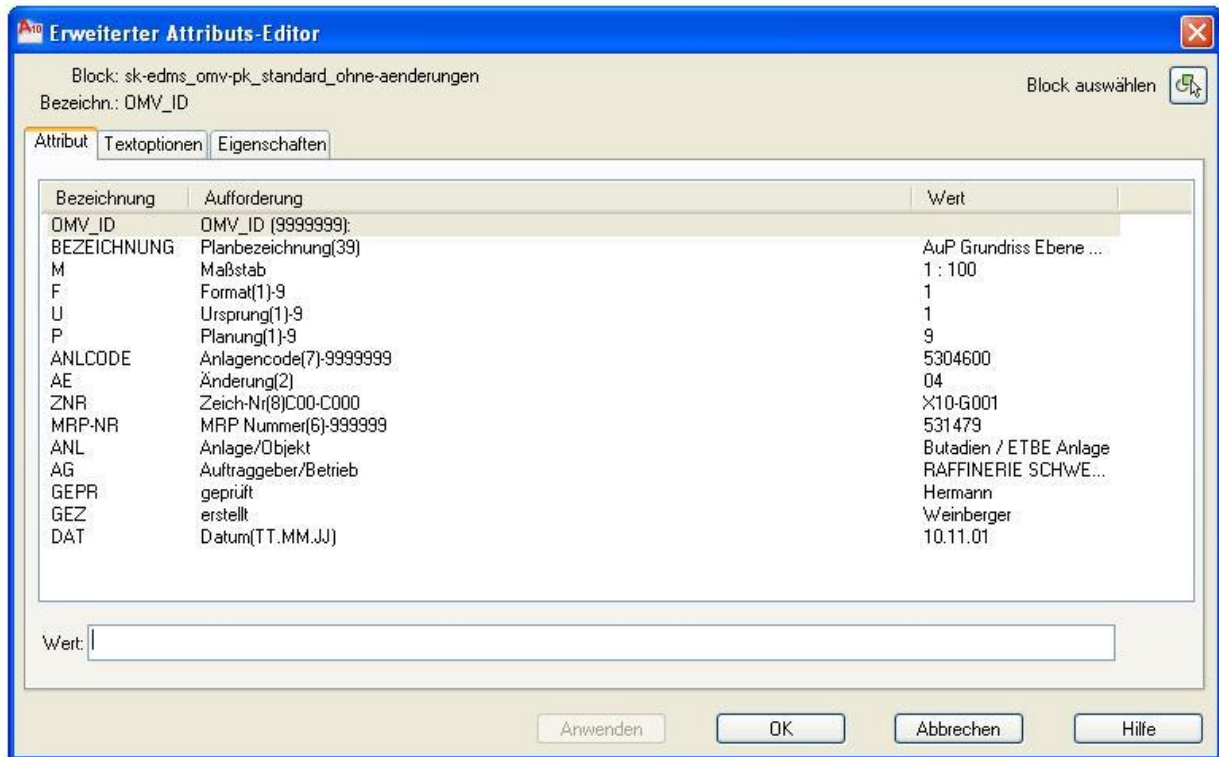 A10 Erweiterter Attributs-Editor
Block: sk-edms_omv-pk_standard_ohne-aenderungen
Block auswählen
Bezeichn.: OMV_ID
Attribut Textoptionen Eigenschaften
Bezeichnung Aufforderung Wert
OMV_ID OMV_ID (9999999):
BEZEICHNUNG Planbezeichnung(39) AuP Grundriss Ebene ...
M Maßstab 1 : 100
F Format(1)-9 1
U Ursprung(1)-9 1
P Planung(1)-9 9
ANLCODE Anlagencode(7)-9999999 5304600
AE Änderung(2) 04
ZNR Zeich-Nr(8)C00-C000 X10-G001
MRP-NR MRP Nummer(6)-999999 531479
ANL Anlage/Objekt Butadien / ETBE Anlage
AG Auftraggeber/Betrieb RAFFINERIE SCHWE...
GEPR geprüft Hermann
GEZ erstellt Weinberger
DAT Datum(TT.MM.JJ) 10.11.01
Wert:
Anwenden OK Abbrechen Hilfe